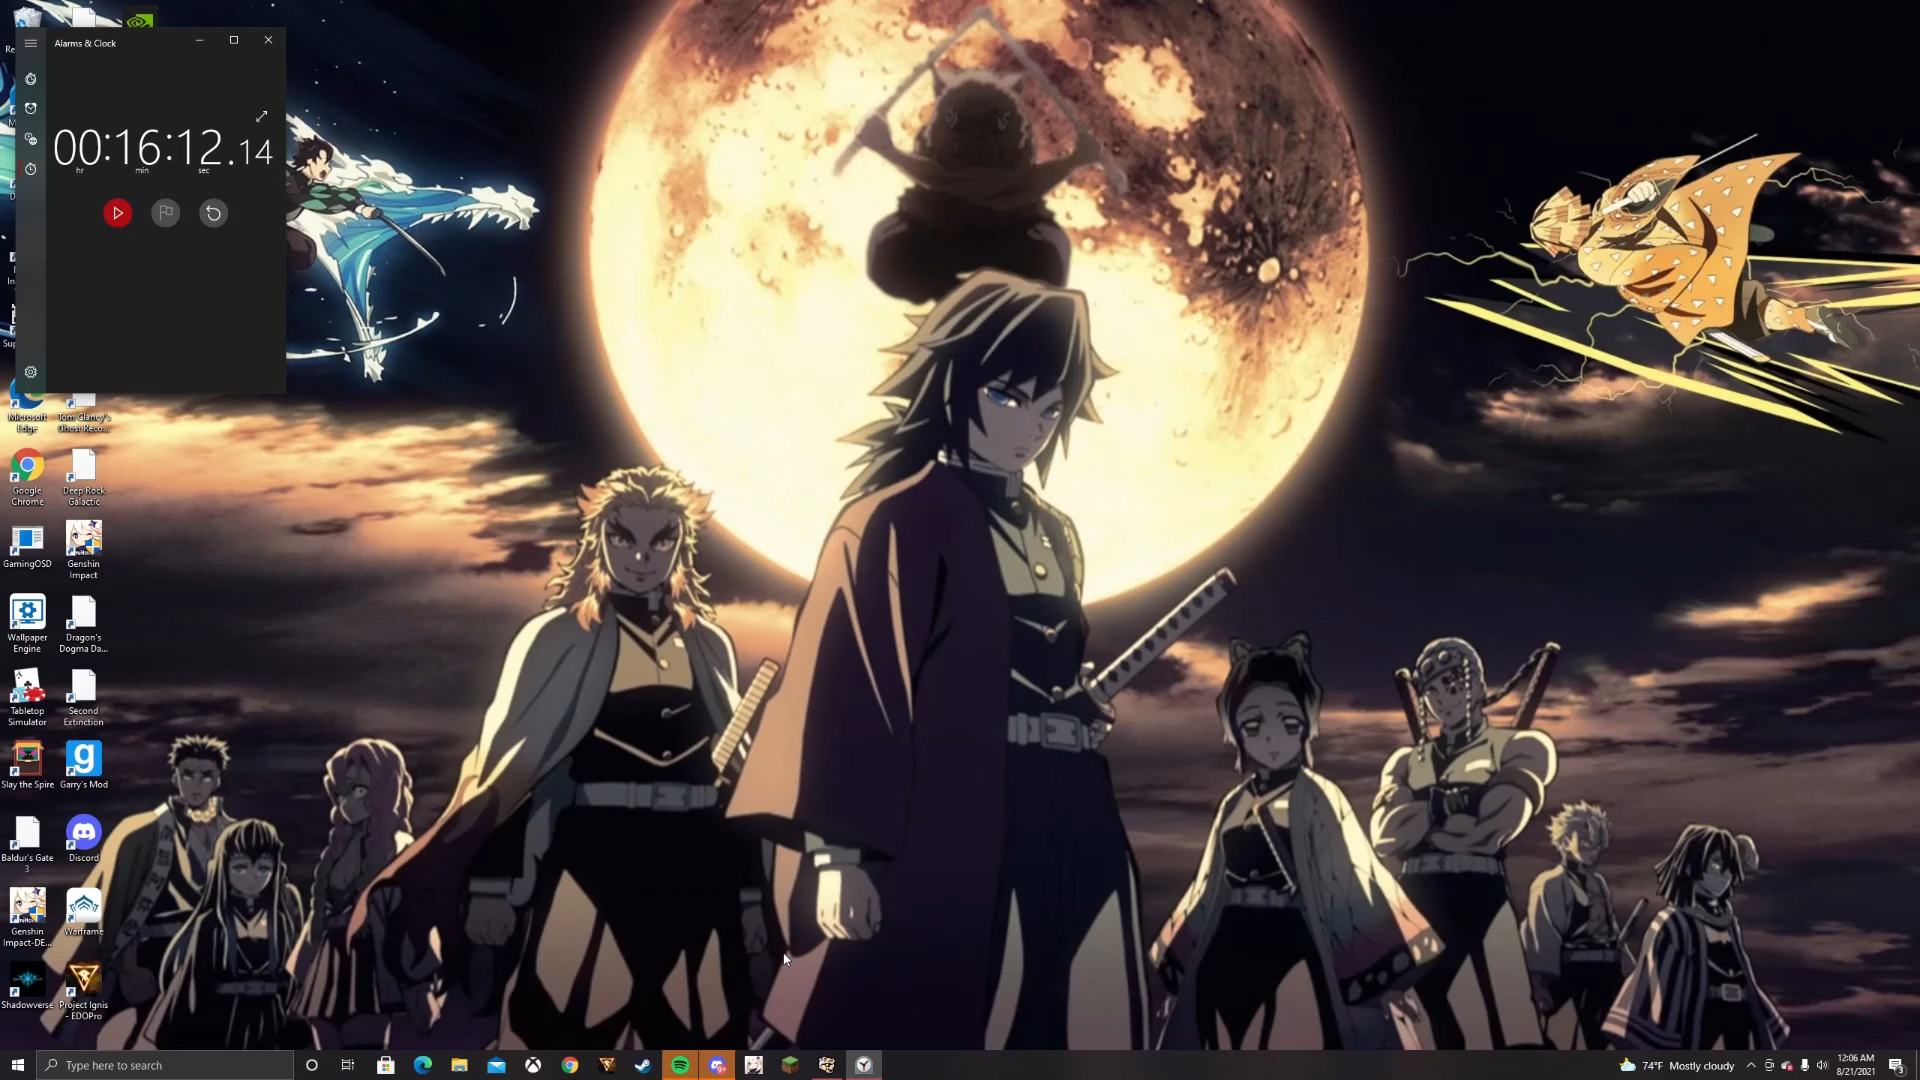 Alarms & Clock
00:16:12.14
hr min sec
Microsoft Edge
Tom Clancy's Ghost Reco...
Google Chrome
Deep Rock Galactic
GamingOSD
Genshin Impact
Wallpaper Engine
Dragon's Dogma Da...
Tabletop Simulator
Second Extinction
Slay the Spire
Garry's Mod
Baldur's Gate 3
Discord
Genshin Impact-DE...
Warframe
Shadowverse
Project Ignis - EDOPro
Type here to search
74°F Mostly cloudy
12:06 AM
8/21/2021